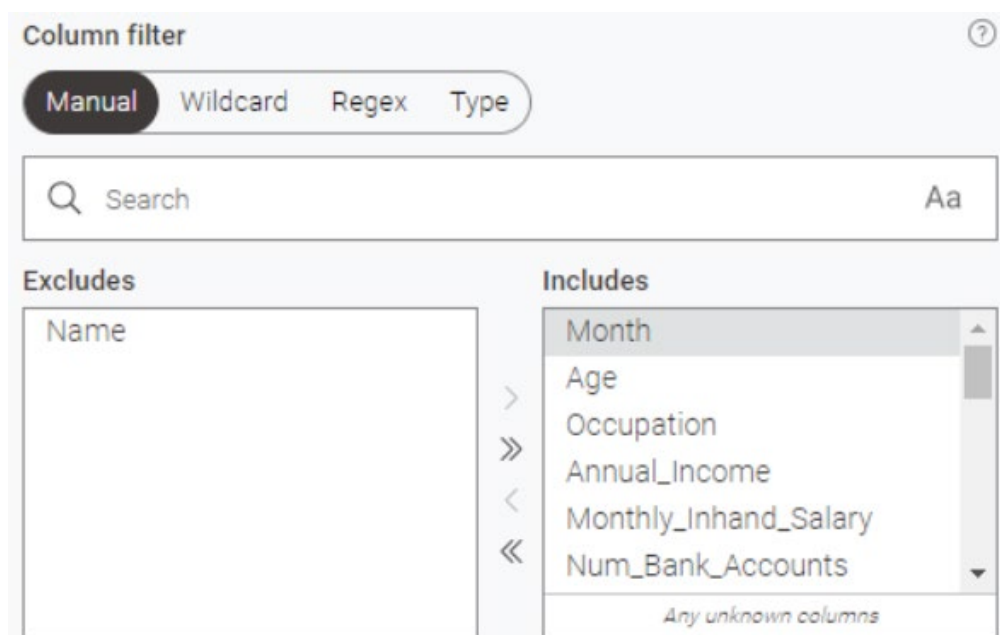 Column filter
?
Manual Wildcard Regex Type
Search Aa
Excludes
Name
Includes
Month
Age
Occupation
Annual_Income
Monthly_Inhand_Salary
Num_Bank_Accounts
Any unknown columns